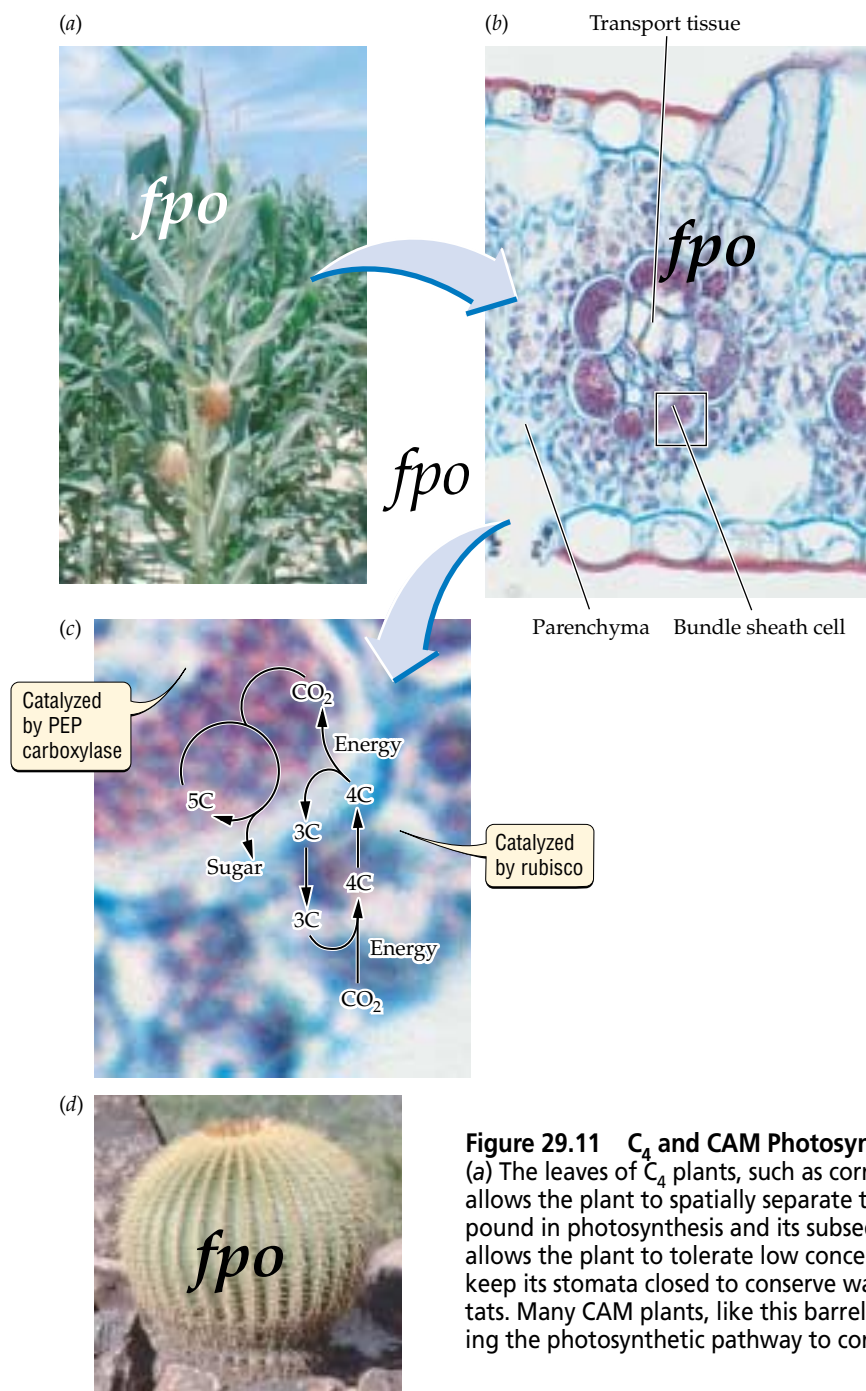 (a)
fpo
(b)
Transport tissue
fpo
fpo
Parenchyma
Bundle sheath cell
(c)
Catalyzed
by PEP
carboxylase
CO₂
Energy
4C
5C
3C
Sugar
4C
3C
Energy
CO₂
Catalyzed
by rubisco
(d)
fpo
Figure 29.11 C₄ and CAM Photosyn
(a) The leaves of C₄ plants, such as corr
allows the plant to spatially separate t
pound in photosynthesis and its subsec
allows the plant to tolerate low conce
keep its stomata closed to conserve wa
tats. Many CAM plants, like this barrel
ing the photosynthetic pathway to cor